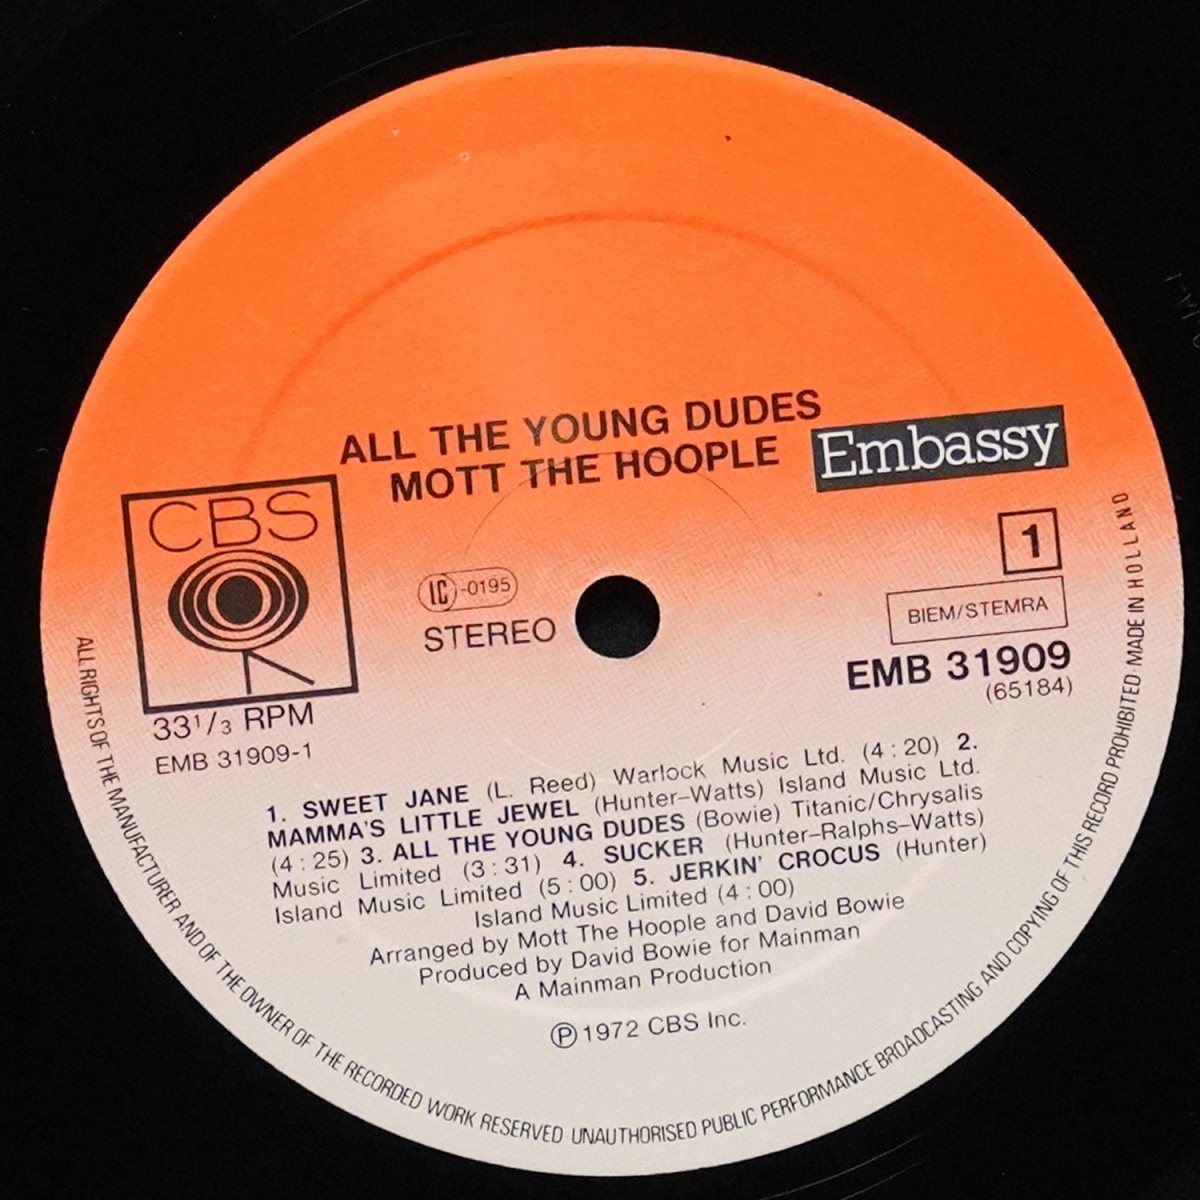 ALL THE YOUNG DUDES
MOTT THE HOOPLE
Embassy
CBS
1
LC-0195
STEREO
BIEM/STEMRA
EMB 31909
(65184)
33 1/3 RPM
EMB 31909-1
1. SWEET JANE (L. Reed) Warlock Music Ltd. (4:20) 2.
MAMMA'S LITTLE JEWEL (Hunter-Watts) Island Music Ltd.
(4:25) 3. ALL THE YOUNG DUDES (Bowie) Titanic/Chrysalis
Music Limited (3:31) 4. SUCKER (Hunter-Ralphs-Watts)
Island Music Limited (5:00) 5. JERKIN' CROCUS (Hunter)
Island Music Limited (4:00)
Arranged by Mott The Hoople and David Bowie
Produced by David Bowie for Mainman
A Mainman Production
Ⓟ 1972 CBS Inc.
ALL RIGHTS OF THE MANUFACTURER AND OF THE OWNER OF THE RECORDED WORK RESERVED · UNAUTHORISED PUBLIC PERFORMANCE BROADCASTING AND COPYING OF THIS RECORD PROHIBITED · MADE IN HOLLAND